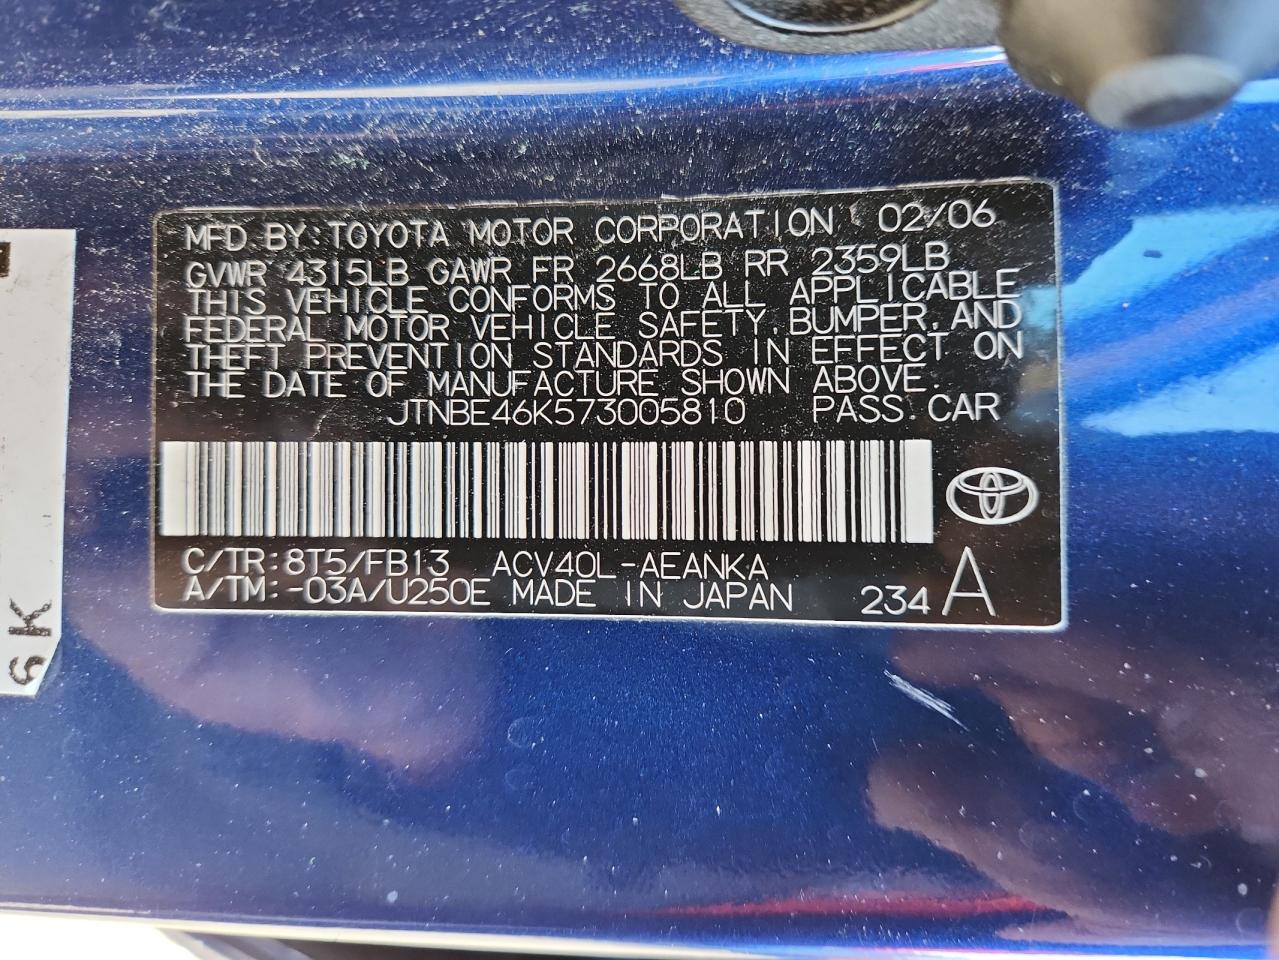 MFD.BY:TOYOTA MOTOR CORPORATION 02/06
GVWR 4315LB GAWR FR 2668LB RR 2359LB
THIS VEHICLE CONFORMS TO ALL APPLICABLE
FEDERAL MOTOR VEHICLE SAFETY,BUMPER,AND
THEFT PREVENTION STANDARDS IN EFFECT ON
THE DATE OF MANUFACTURE SHOWN ABOVE.
JTNBE46K573005810 PASS.CAR
C/TR:8T5/FB13 ACV40L-AEANKA
A/TM:-03A/U250E MADE IN JAPAN 234 A
6K